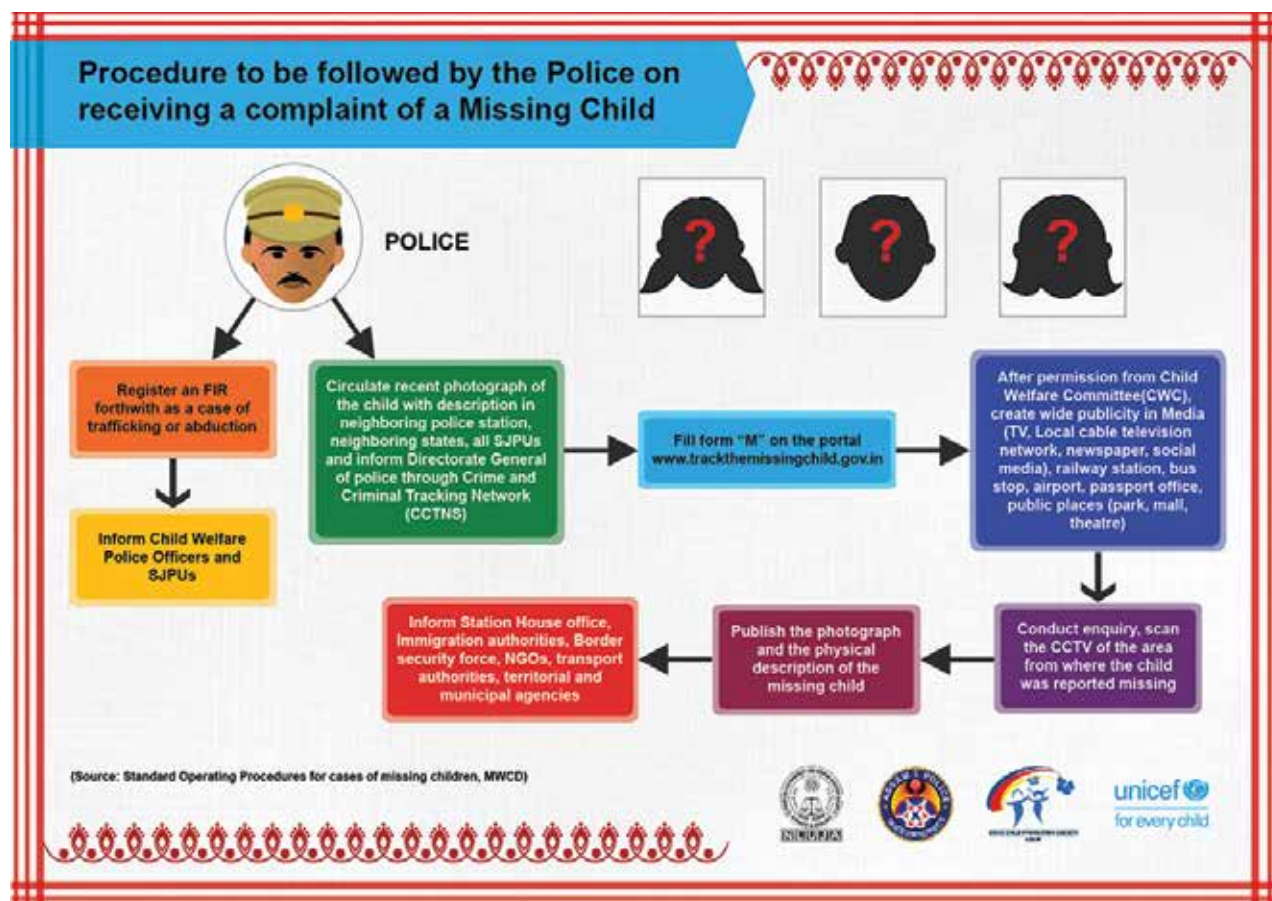 Procedure to be followed by the Police on
receiving a complaint of a Missing Child
POLICE
?
?
?
Register an FIR
forthwith as a case of
trafficking or abduction
Inform Child Welfare
Police Officers and
SJPUs
Circulate recent photograph of
the child with description in
neighboring police station,
neighboring states, all SJPUs
and inform Directorate General
of police through Crime and
Criminal Tracking Network
(CCTNS)
Fill form “M” on the portal
www.trackthemissingchild.gov.in
After permission from Child
Welfare Committee(CWC),
create wide publicity in Media
(TV, Local cable television
network, newspaper, social
media), railway station, bus
stop, airport, passport office,
public places (park, mall,
theatre)
Conduct enquiry, scan
the CCTV of the area
from where the child
was reported missing
Publish the photograph
and the physical
description of the
missing child
Inform Station House office,
Immigration authorities, Border
security force, NGOs, transport
authorities, territorial and
municipal agencies
(Source: Standard Operating Procedures for cases of missing children, MWCD)
NLUJA
ASSAM POLICE
unicef
for every child